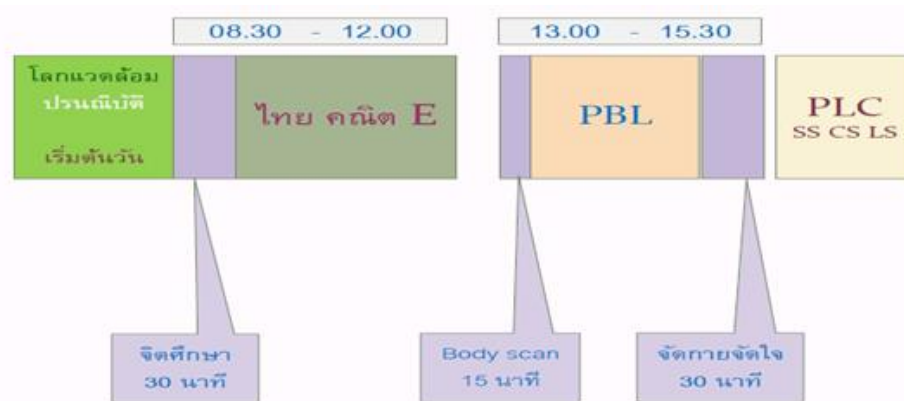 08.30 - 12.00
13.00 - 15.30
โลกแวดล้อม
ปรนณิบัติ
เริ่มต้นวัน
ไทย คณิต E
PBL
PLC
SS CS LS
จิตศึกษา
30 นาที
Body scan
15 นาที
จัดกายจัดใจ
30 นาที